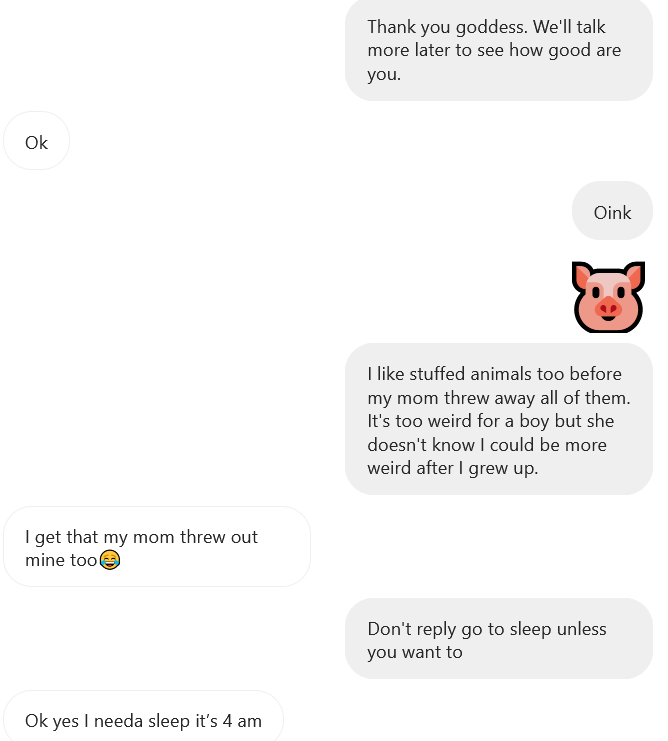 Thank you goddess. We'll talk
more later to see how good are
you.
Ok
Oink
I like stuffed animals too before
my mom threw away all of them.
It's too weird for a boy but she
doesn't know I could be more
weird after I grew up.
I get that my mom threw out
mine too😂
Don't reply go to sleep unless
you want to
Ok yes I needa sleep it’s 4 am